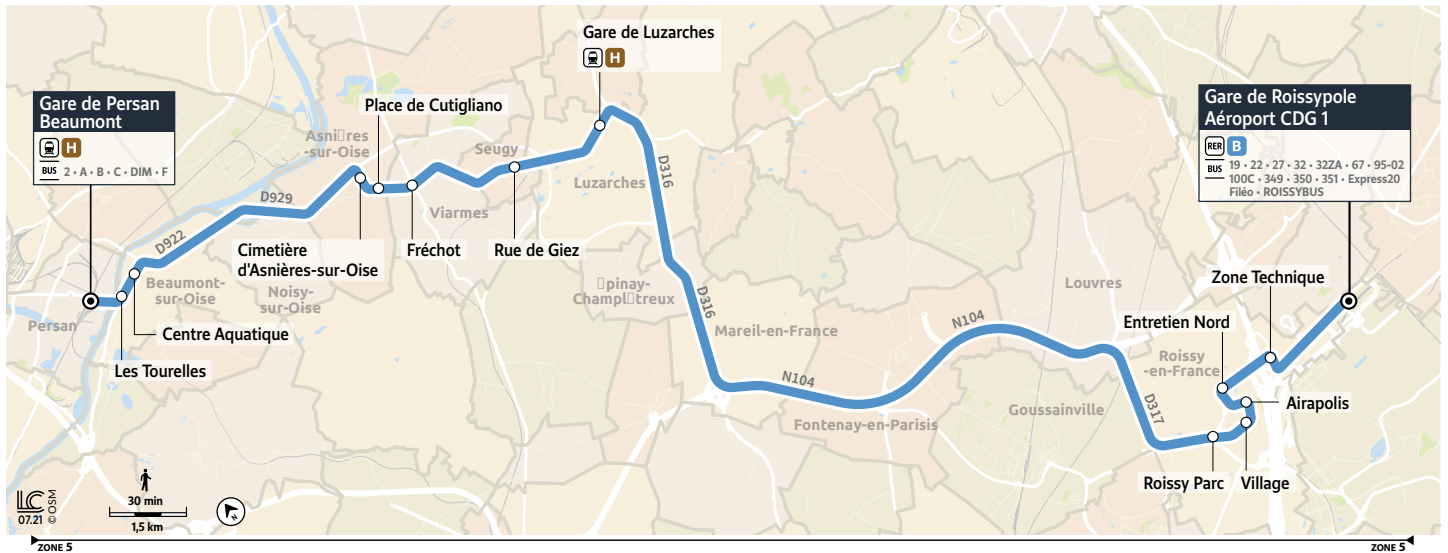 Gare de Persan
Beaumont
H
BUS 2 • A • B • C • DIM • F
Persan
Les Tourelles
Centre Aquatique
D922
Beaumont-
sur-Oise
D929
Noisy-
sur-Oise
Asni▯res
-sur-Oise
Cimetière
d'Asnières-sur-Oise
Place de Cutigliano
Fréchot
Viarmes
Seugy
Rue de Giez
Gare de Luzarches
H
Luzarches
D316
▯pinay-
Champl▯treux
D316
Mareil-en-France
N104
Fontenay-en-Parisis
N104
Louvres
Goussainville
D317
Roissy
-en-France
Roissy Parc
Village
Airapolis
Entretien Nord
Zone Technique
Gare de Roissypole
Aéroport CDG 1
RER B
BUS 19 • 22 • 27 • 32 • 32ZA • 67 • 95-02
100C • 349 • 350 • 351 • Express20
Filéo • ROISSYBUS
LC
07.21
© OSM
30 min
1,5 km
ZONE 5
ZONE 5